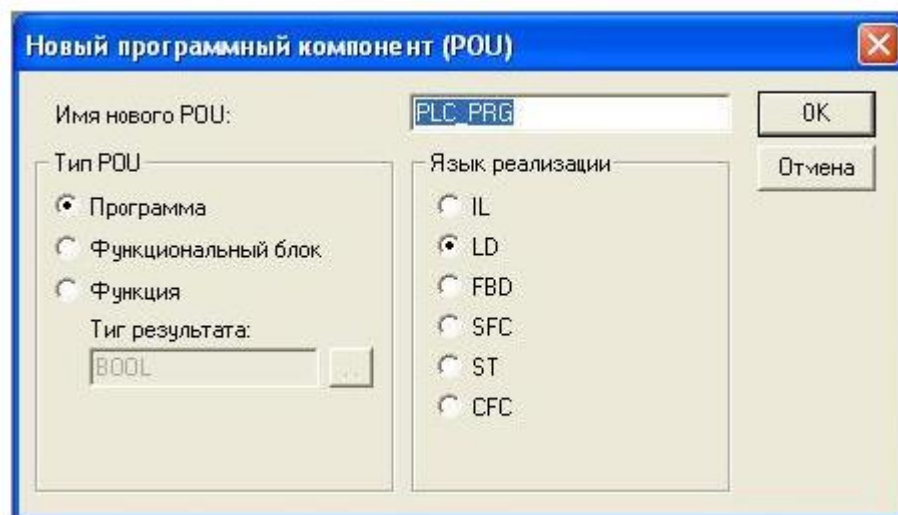 Новый программный компонент (POU)
Имя нового POU: PLC_PRG OK
Отмена
Тип POU
Программа
Функциональный блок
Функция
Тиг результата:
BOOL ...
Язык реализации
IL
LD
FBD
SFC
ST
CFC